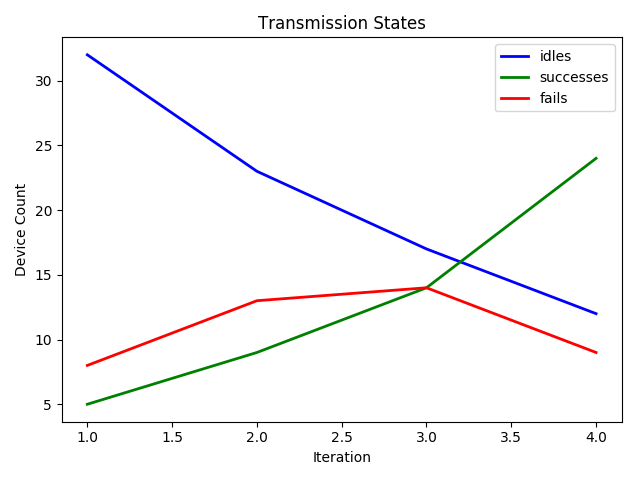 Transmission States
idles
successes
fails
Device Count
30
25
20
15
10
5
1.0 1.5 2.0 2.5 3.0 3.5 4.0
Iteration